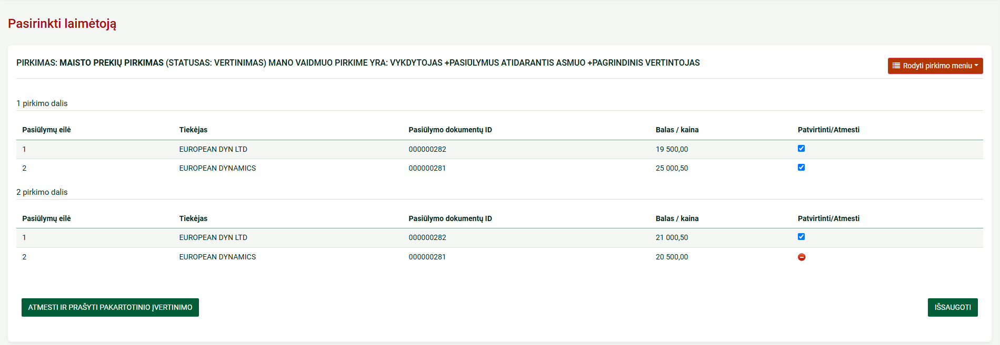 Pasirinkti laimėtoją
PIRKIMAS: MAISTO PREKIŲ PIRKIMAS (STATUSAS: VERTINIMAS) MANO VAIDMUO PIRKIME YRA: VYKDYTOJAS +PASIŪLYMUS ATIDARANTIS ASMUO +PAGRINDINIS VERTINTOJAS
Rodyti pirkimo meniu
1 pirkimo dalis
Pasiūlymų eilė Tiekėjas Pasiūlymo dokumentų ID Balas / kaina Patvirtinti/Atmesti
1 EUROPEAN DYN LTD 000000282 19 500,00
2 EUROPEAN DYNAMICS 000000281 25 000,50
2 pirkimo dalis
Pasiūlymų eilė Tiekėjas Pasiūlymo dokumentų ID Balas / kaina Patvirtinti/Atmesti
1 EUROPEAN DYN LTD 000000282 21 000,50
2 EUROPEAN DYNAMICS 000000281 20 500,00
ATMESTI IR PRAŠYTI PAKARTOTINIO ĮVERTINIMO IŠSAUGOTI